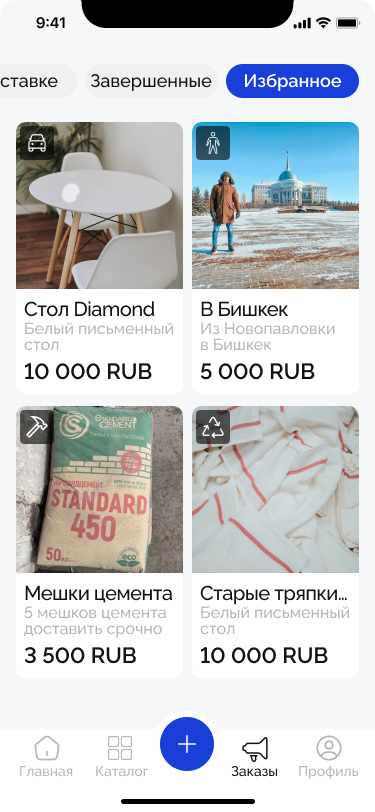 9:41
ставке
Завершенные
Избранное
Стол Diamond
Белый письменный
стол
10 000 RUB
В Бишкек
Из Новопавловки
в Бишкек
5 000 RUB
STANDARD
CEMENT
STANDARD
450
50кг
eco
Мешки цемента
5 мешков цемента
доставить срочно
3 500 RUB
Старые тряпки...
Белый письменный
стол
10 000 RUB
Главная
Каталог
Заказы
Профиль